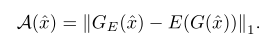 𝒜(x̂) = ‖G_E(x̂) − E(G(x̂))‖₁.